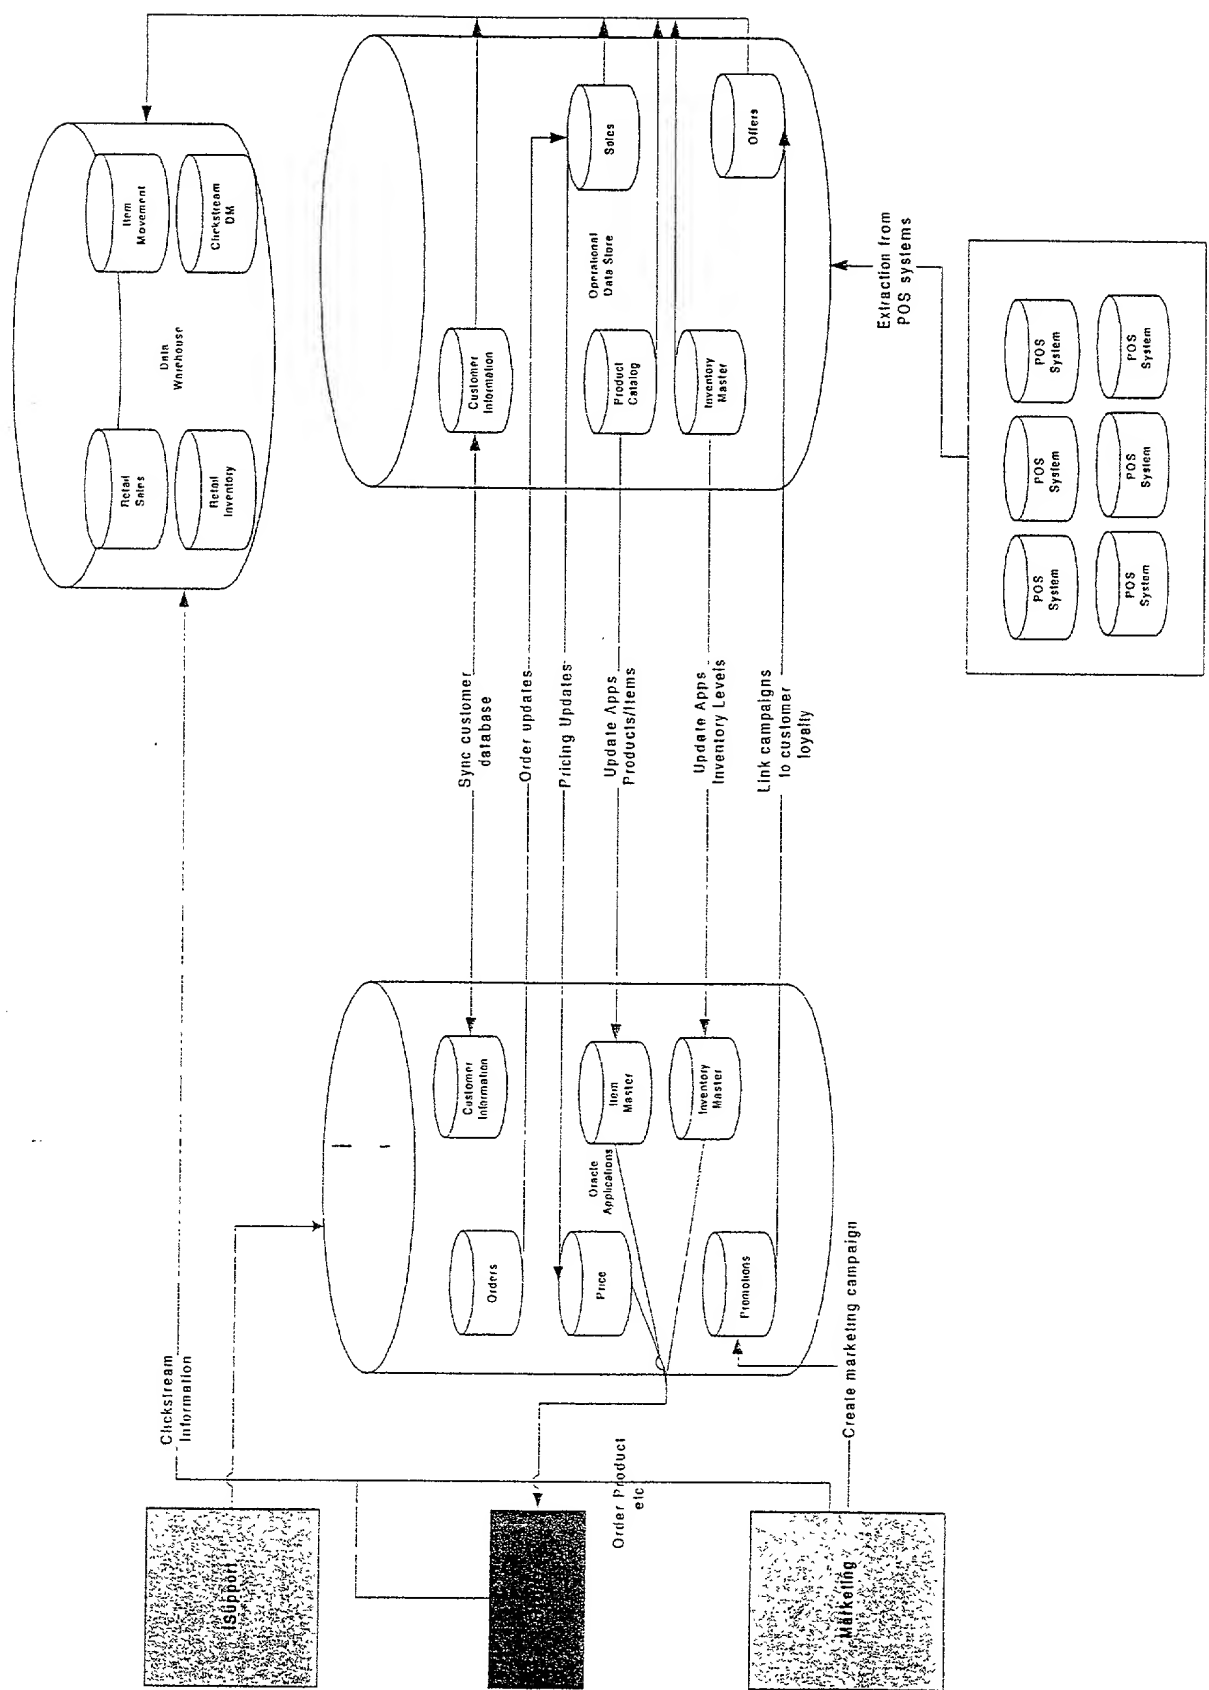 Clickstream
Information
iSupport
Retail
Sales
Item
Movement
Data
Warehouse
Retail
Inventory
Clickstream
DM
Orders
Customer
Information
Sync customer
database
Customer
Information
Order updates
Price
Pricing Updates
Oracle
Applications
Item
Master
Update Apps
Products/Items
Product
Catalog
Operational
Data Store
Sales
Order Product
etc
Inventory
Master
Update Apps
Inventory Levels
Inventory
Master
Promotions
Link campaigns
to customer
loyalty
Offers
Marketing
Create marketing campaign
Extraction from
POS systems
POS
System
POS
System
POS
System
POS
System
POS
System
POS
System